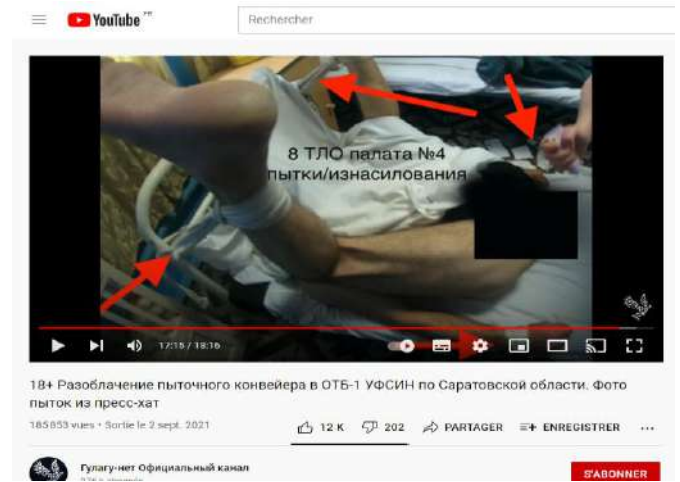 YouTube FR
Rechercher
8 ТЛО палата №4
пытки/изнасилования
17:15 / 18:16
18+ Разоблачение пыточного конвейера в ОТБ-1 УФСИН по Саратовской области. Фото
пыток из пресс-хат
185 853 vues • Sortie le 2 sept. 2021
12 K
202
PARTAGER
ENREGISTRER
Гулагу-нет Официальный канал
S'ABONNER